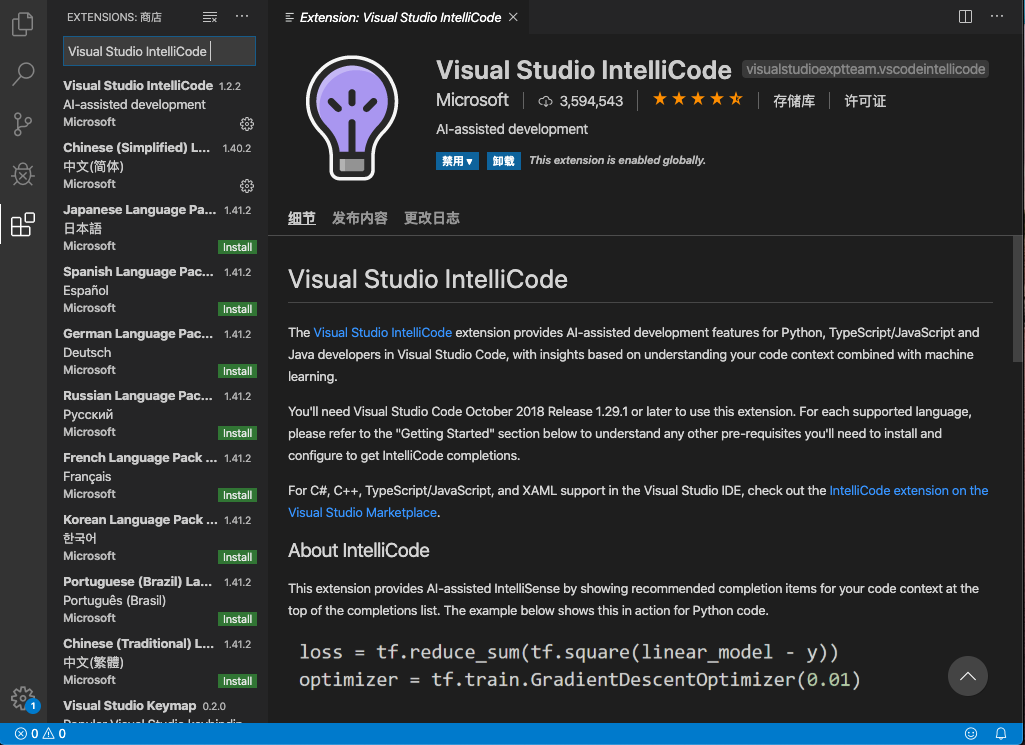 EXTENSIONS: 商店
Visual Studio IntelliCode
Visual Studio IntelliCode 1.2.2
AI-assisted development
Microsoft
Chinese (Simplified) L... 1.40.2
中文(简体)
Microsoft
Japanese Language Pa... 1.41.2
日本語
Microsoft Install
Spanish Language Pac... 1.41.2
Español
Microsoft Install
German Language Pac... 1.41.2
Deutsch
Microsoft Install
Russian Language Pac... 1.41.2
Русский
Microsoft Install
French Language Pack ... 1.41.2
Français
Microsoft Install
Korean Language Pack ... 1.41.2
한국어
Microsoft Install
Portuguese (Brazil) La... 1.41.2
Português (Brasil)
Microsoft Install
Chinese (Traditional) L... 1.41.2
中文(繁體)
Microsoft Install
Visual Studio Keymap 0.2.0
Popular Visual Studio keybindin
Extension: Visual Studio IntelliCode
Visual Studio IntelliCode visualstudioexptteam.vscodeintellicode
Microsoft 3,594,543 存储库 许可证
AI-assisted development
禁用 卸载 This extension is enabled globally.
细节 发布内容 更改日志
Visual Studio IntelliCode
The Visual Studio IntelliCode extension provides AI-assisted development features for Python, TypeScript/JavaScript and
Java developers in Visual Studio Code, with insights based on understanding your code context combined with machine
learning.
You'll need Visual Studio Code October 2018 Release 1.29.1 or later to use this extension. For each supported language,
please refer to the "Getting Started" section below to understand any other pre-requisites you'll need to install and
configure to get IntelliCode completions.
For C#, C++, TypeScript/JavaScript, and XAML support in the Visual Studio IDE, check out the IntelliCode extension on the
Visual Studio Marketplace.
About IntelliCode
This extension provides AI-assisted IntelliSense by showing recommended completion items for your code context at the
top of the completions list. The example below shows this in action for Python code.
loss = tf.reduce_sum(tf.square(linear_model - y))
optimizer = tf.train.GradientDescentOptimizer(0.01)
1
0 0